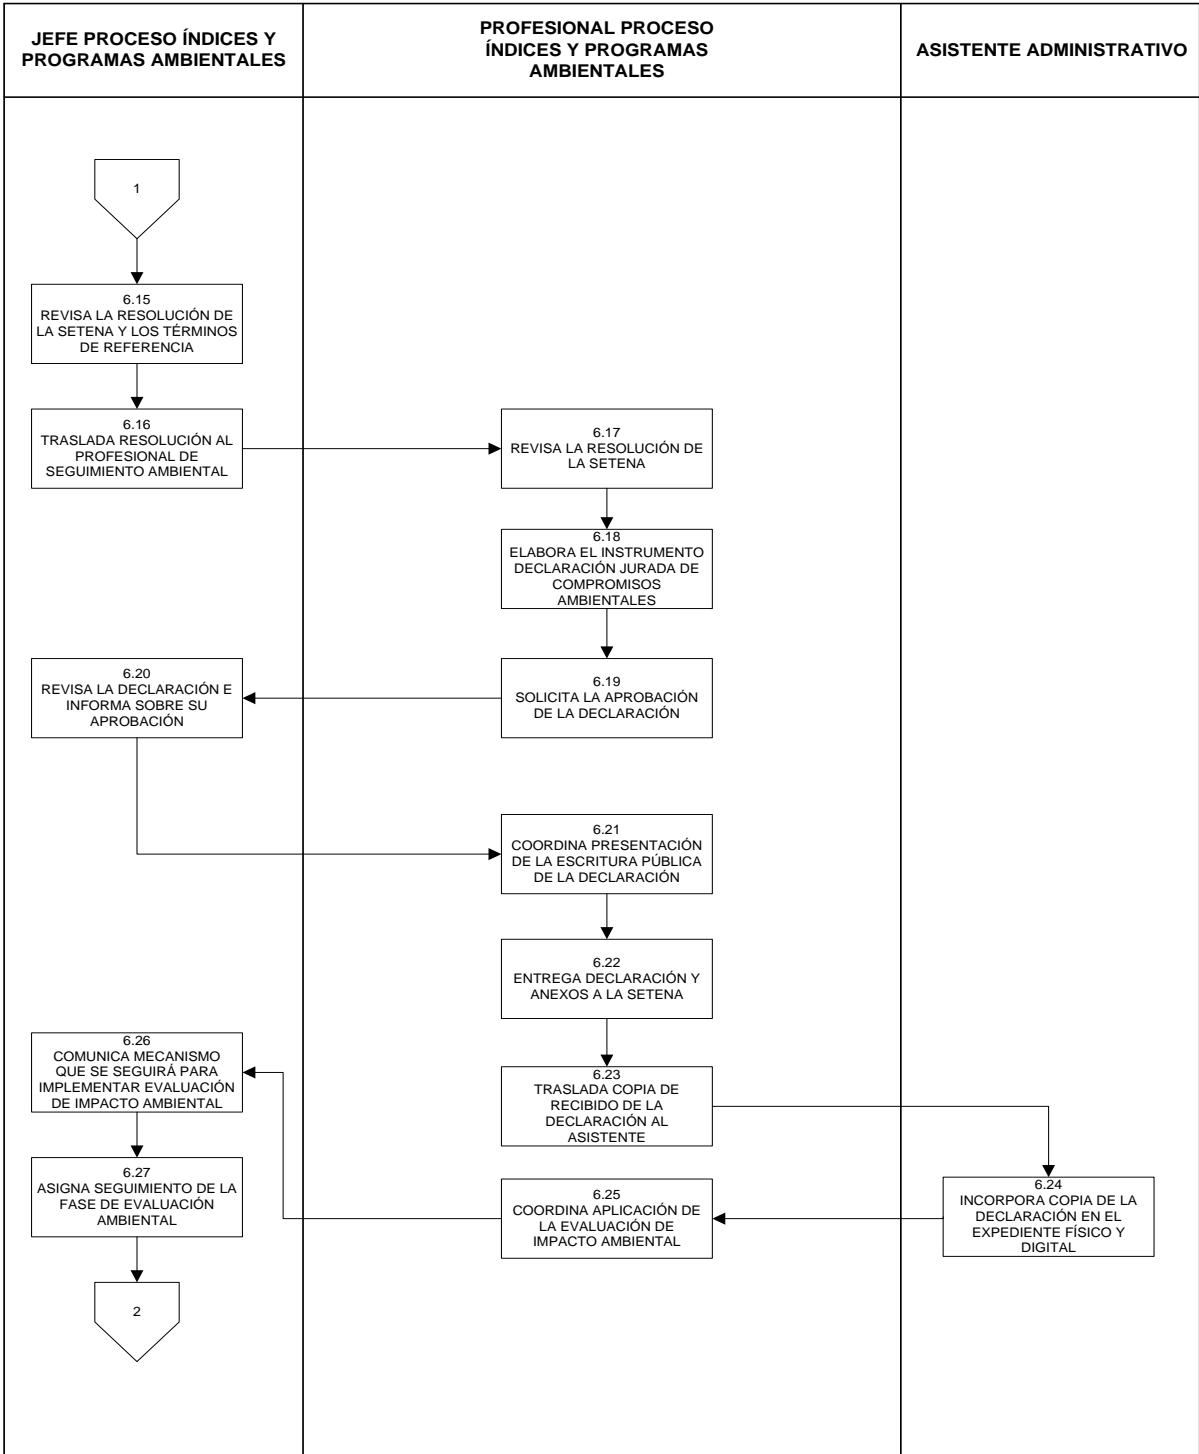 JEFE PROCESO ÍNDICES Y
PROGRAMAS AMBIENTALES
PROFESIONAL PROCESO
ÍNDICES Y PROGRAMAS
AMBIENTALES
ASISTENTE ADMINISTRATIVO
1
6.15
REVISA LA RESOLUCIÓN DE
LA SETENA Y LOS TÉRMINOS
DE REFERENCIA
6.16
TRASLADA RESOLUCIÓN AL
PROFESIONAL DE
SEGUIMIENTO AMBIENTAL
6.17
REVISA LA RESOLUCIÓN DE
LA SETENA
6.18
ELABORA EL INSTRUMENTO
DECLARACIÓN JURADA DE
COMPROMISOS
AMBIENTALES
6.19
SOLICITA LA APROBACIÓN
DE LA DECLARACIÓN
6.20
REVISA LA DECLARACIÓN E
INFORMA SOBRE SU
APROBACIÓN
6.21
COORDINA PRESENTACIÓN
DE LA ESCRITURA PÚBLICA
DE LA DECLARACIÓN
6.22
ENTREGA DECLARACIÓN Y
ANEXOS A LA SETENA
6.23
TRASLADA COPIA DE
RECIBIDO DE LA
DECLARACIÓN AL
ASISTENTE
6.24
INCORPORA COPIA DE LA
DECLARACIÓN EN EL
EXPEDIENTE FÍSICO Y
DIGITAL
6.25
COORDINA APLICACIÓN DE
LA EVALUACIÓN DE
IMPACTO AMBIENTAL
6.26
COMUNICA MECANISMO
QUE SE SEGUIRÁ PARA
IMPLEMENTAR EVALUACIÓN
DE IMPACTO AMBIENTAL
6.27
ASIGNA SEGUIMIENTO DE LA
FASE DE EVALUACIÓN
AMBIENTAL
2